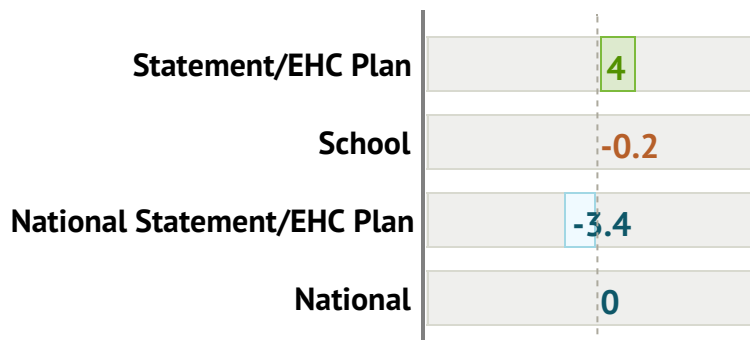 Statement/EHC Plan 4
School -0.2
National Statement/EHC Plan -3.4
National 0